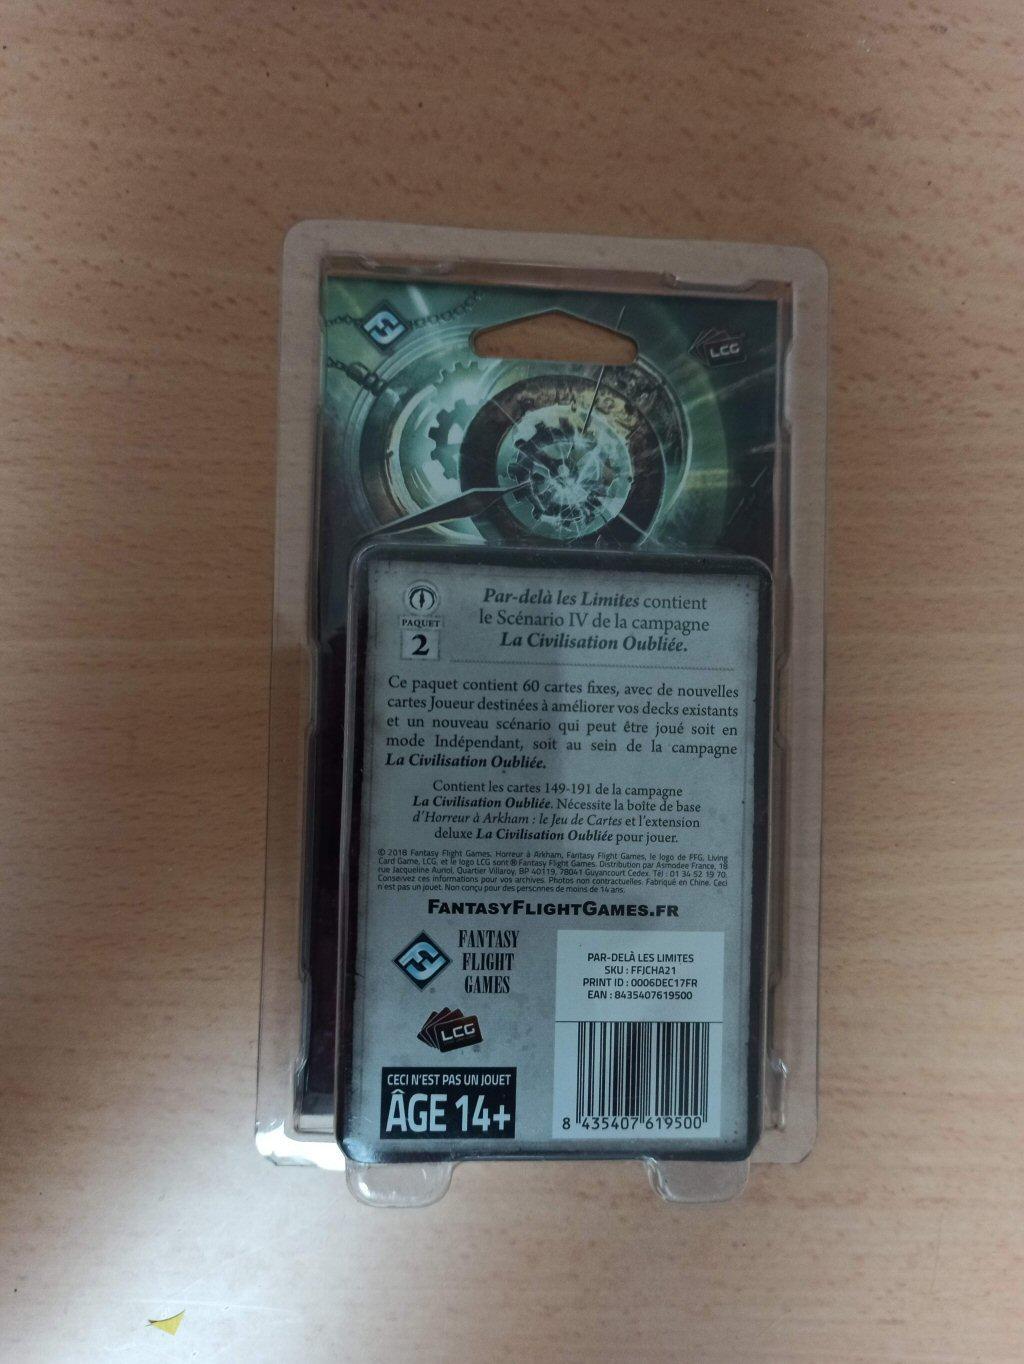 LCG
PAQUET
2
Par-delà les Limites contient
le Scénario IV de la campagne
La Civilisation Oubliée.
Ce paquet contient 60 cartes fixes, avec de nouvelles
cartes Joueur destinées à améliorer vos decks existants
et un nouveau scénario qui peut être joué soit en
mode Indépendant, soit au sein de la campagne
La Civilisation Oubliée.
Contient les cartes 149-191 de la campagne
La Civilisation Oubliée. Nécessite la boîte de base
d'Horreur à Arkham : le Jeu de Cartes et l'extension
deluxe La Civilisation Oubliée pour jouer.
© 2018 Fantasy Flight Games. Horreur à Arkham, Fantasy Flight Games, le logo de FFG, Living
Card Game, LCG, et le logo LCG sont ® Fantasy Flight Games. Distribution par Asmodee France, 18
rue Jacqueline Auriol, Quartier Villaroy, BP 40119, 78041 Guyancourt Cedex. Tél : 01 34 52 19 70.
Conservez ces informations pour vos archives. Photos non contractuelles. Fabriqué en Chine. Ceci
n'est pas un jouet. Non conçu pour des personnes de moins de 14 ans.
FANTASYFLIGHTGAMES.FR
FANTASY
FLIGHT
GAMES
LCG
CECI N'EST PAS UN JOUET
ÂGE 14+
PAR-DELÀ LES LIMITES
SKU : FFJCHA21
PRINT ID : 0006DEC17FR
EAN : 8435407619500
8 435407 619500